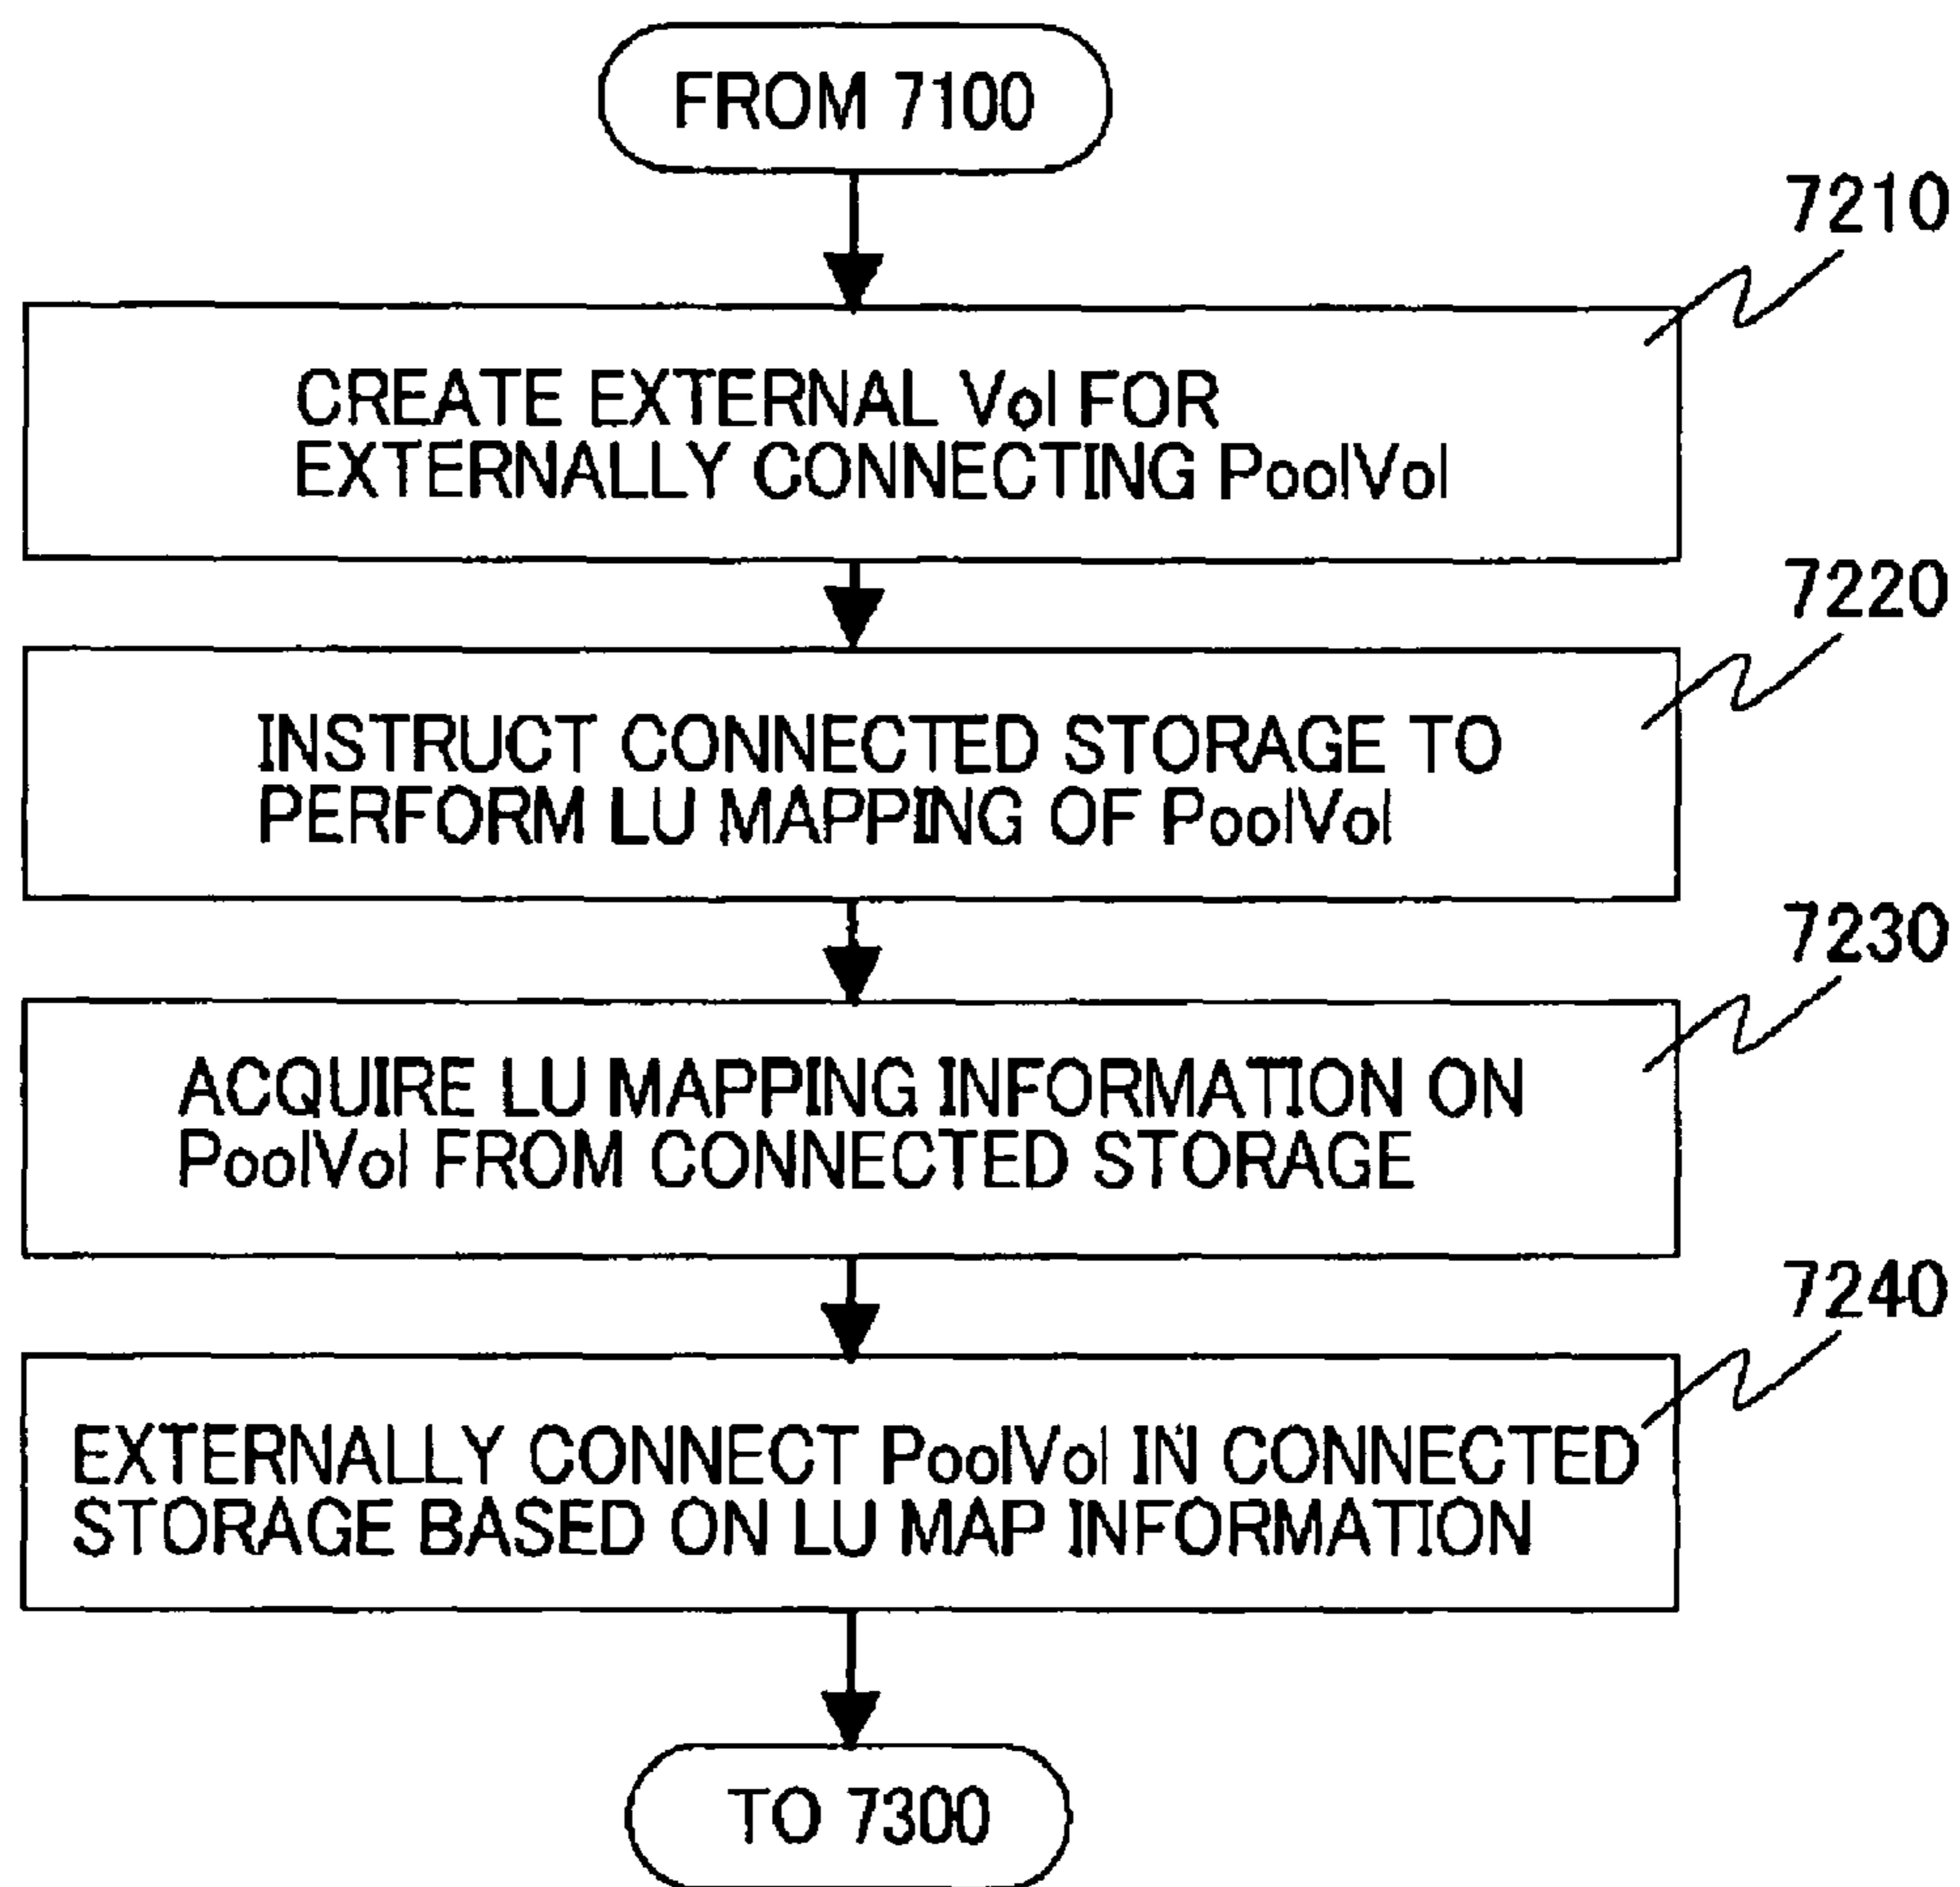 FROM 7100
7210
CREATE EXTERNAL Vol FOR
EXTERNALLY CONNECTING PoolVol
7220
INSTRUCT CONNECTED STORAGE TO
PERFORM LU MAPPING OF PoolVol
7230
ACQUIRE LU MAPPING INFORMATION ON
PoolVol FROM CONNECTED STORAGE
7240
EXTERNALLY CONNECT PoolVol IN CONNECTED
STORAGE BASED ON LU MAP INFORMATION
TO 7300